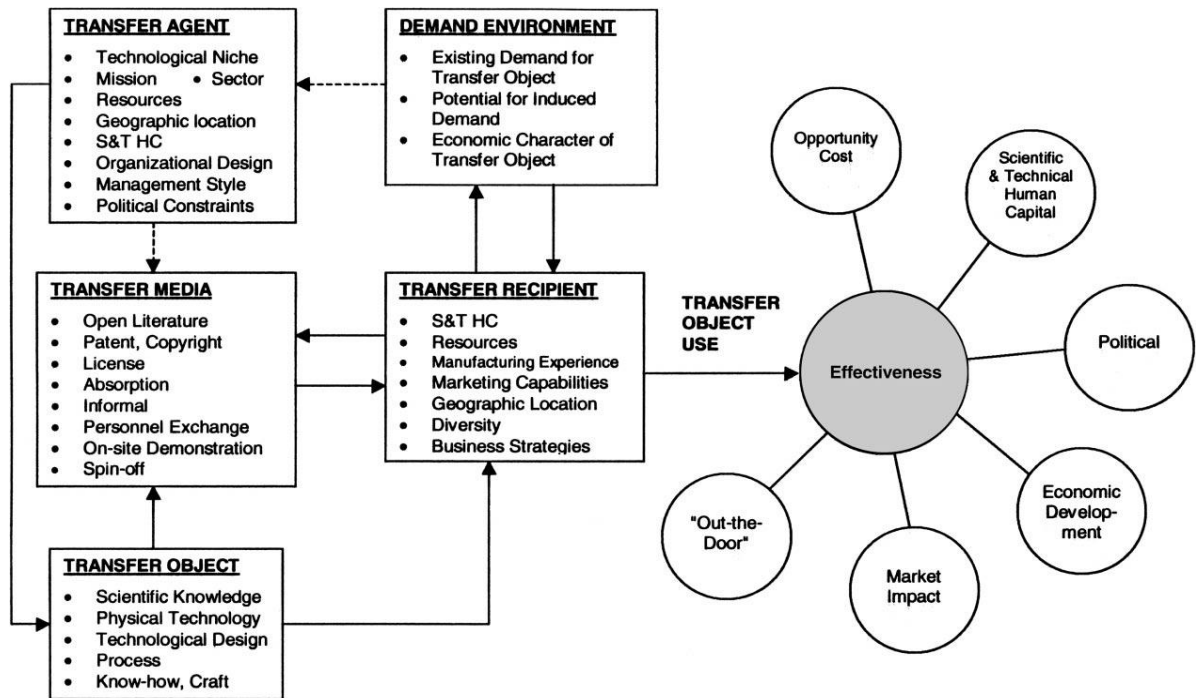 TRANSFER AGENT
• Technological Niche
• Mission • Sector
• Resources
• Geographic location
• S&T HC
• Organizational Design
• Management Style
• Political Constraints
DEMAND ENVIRONMENT
• Existing Demand for
Transfer Object
• Potential for Induced
Demand
• Economic Character of
Transfer Object
TRANSFER MEDIA
• Open Literature
• Patent, Copyright
• License
• Absorption
• Informal
• Personnel Exchange
• On-site Demonstration
• Spin-off
TRANSFER RECIPIENT
• S&T HC
• Resources
• Manufacturing Experience
• Marketing Capabilities
• Geographic Location
• Diversity
• Business Strategies
TRANSFER OBJECT
• Scientific Knowledge
• Physical Technology
• Technological Design
• Process
• Know-how, Craft
TRANSFER
OBJECT
USE
Effectiveness
Opportunity
Cost
Scientific
& Technical
Human
Capital
Political
Economic
Develop-
ment
Market
Impact
"Out-the-
Door"